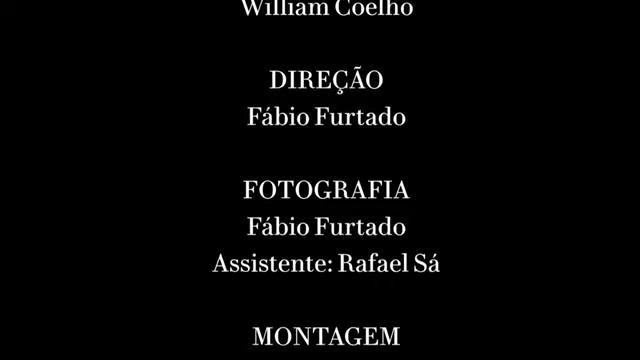 William Coelho
DIREÇÃO
Fábio Furtado
FOTOGRAFIA
Fábio Furtado
Assistente: Rafael Sá
MONTAGEM